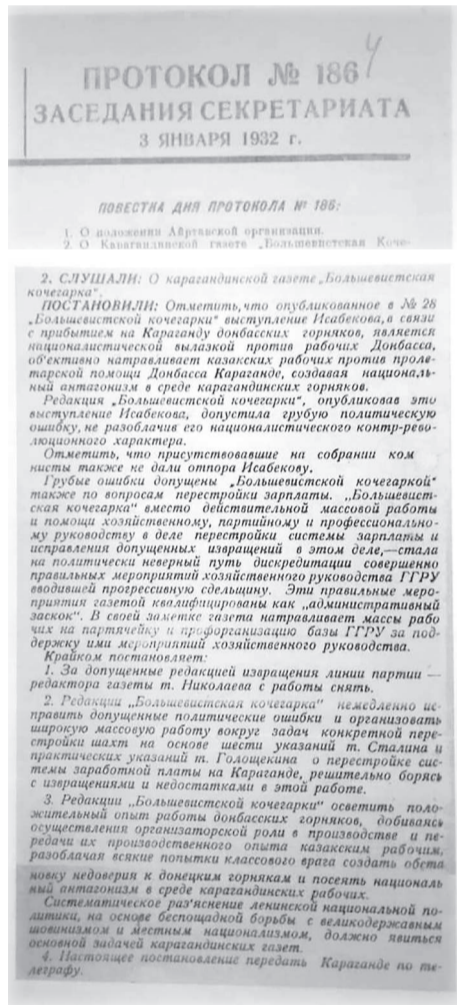 4
ПРОТОКОЛ № 186
ЗАСЕДАНИЯ СЕКРЕТАРИАТА
3 ЯНВАРЯ 1932 г.
ПОВЕСТКА ДНЯ ПРОТОКОЛА № 186:
1. О положении Айртавской организации.
2. О Карагандинской газете „Большевистская Коче-
2. СЛУШАЛИ: О карагандинской газете „Большевистская
кочегарка".
ПОСТАНОВИЛИ: Отметить, что опубликованное в № 28
„Большевистской кочегарки" выступление Исабекова, в связи
с прибытием на Караганду донбасских горняков, является
националистической вылазкой против рабочих Донбасса,
об'ективно натравливает казакских рабочих против проле-
тарской помощи Донбасса Караганде, создавая националь-
ный антагонизм в среде карагандинских горняков.
Редакция „Большевистской кочегарки", опубликовав это
выступление Исабекова, допустила грубую политическую
ошибку, не разоблачив его националистического контр-рево-
люционного характера.
Отметить, что присутствовавшие на собрании ком
нисты также не дали отпора Исабекову.
Грубые ошибки допущены „Большевистской кочегаркой"
также по вопросам перестройки зарплаты. „Большевист-
ская кочегарка" вместо действительной массовой работы
и помощи хозяйственному, партийному и профессионально-
му руководству в деле перестройки системы зарплаты и
исправления допущенных извращений в этом деле,—стала
на политически неверный путь дискредитации совершенно
правильных мероприятий хозяйственного руководства ГГРУ
вводившей прогрессивную сдельщину. Эти правильные меро-
приятия газетой квалифицированы как „административный
заскок". В своей заметке газета натравливает массы рабо
чих на партячейку и профорганизацию базы ГГРУ за под-
держку ими мероприятий хозяйственного руководства.
Крайком постановляет:
1. За допущенные редакцией извращения линии партии —
редактора газеты т. Николаева с работы снять.
2. Редакции „Большевистская кочегарка" немедленно ис-
править допущенные политические ошибки и организовать
широкую массовую работу вокруг задач конкретной пере-
стройки шахт на основе шести указаний т. Сталина и
практических указаний т. Голощекина о перестройке сис-
темы заработной платы на Караганде, решительно борясь
с извращениями и недостатками в этой работе.
3. Редакции „Большевистской кочегарки" осветить поло-
жительный опыт работы донбасских горняков, добиваясь
осуществления организаторской роли в производстве и пе-
редачи их производственного опыта казакским рабочим,
разоблачая всякие попытки классового врага создать обста
новку недоверия к донецким горнякам и посеять националь
ный антагонизм в среде карагандинских рабочих.
Систематическое раз'яснение ленинской национальной по-
литики, на основе беспощадной борьбы с великодержавным
шовинизмом и местным национализмом, должно явиться
основной задачей карагандинских газет.
4. Настоящее постановление передать Караганде по те-
леграфу.